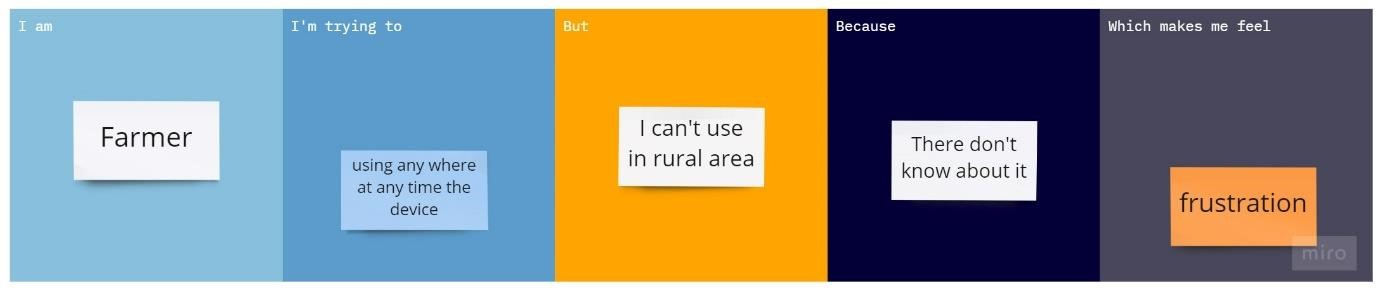 I am
Farmer
I'm trying to
using any where
at any time the
device
But
I can't use
in rural area
Because
There don't
know about it
Which makes me feel
frustration
miro